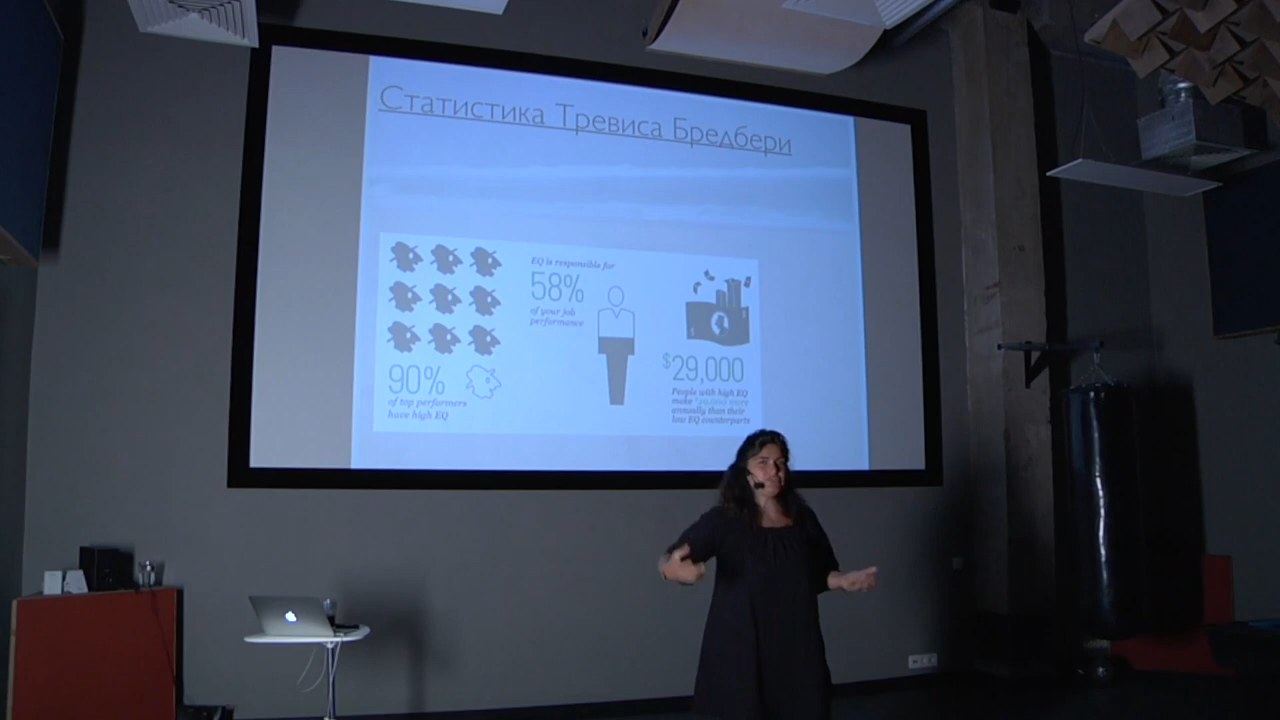 Статистика Тревиса Бредбери
EQ is responsible for
58%
of your job
performance
90%
of top performers
have high EQ
$29,000
People with high EQ
make
annually than their
low EQ counterparts